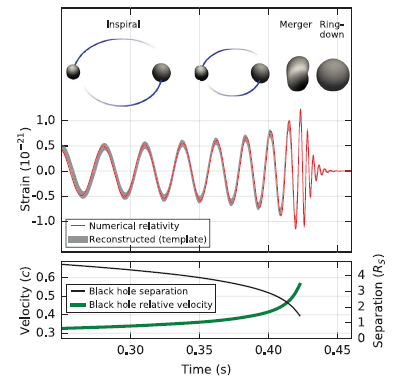 Inspiral
Merger Ring-
down
1.0
0.5
0.0
-0.5
-1.0
Strain (10⁻²¹)
Numerical relativity
Reconstructed (template)
0.6
0.5
0.4
0.3
Velocity (c)
Black hole separation
Black hole relative velocity
4
3
2
1
0
Separation (R_S)
0.30 0.35 0.40 0.45
Time (s)